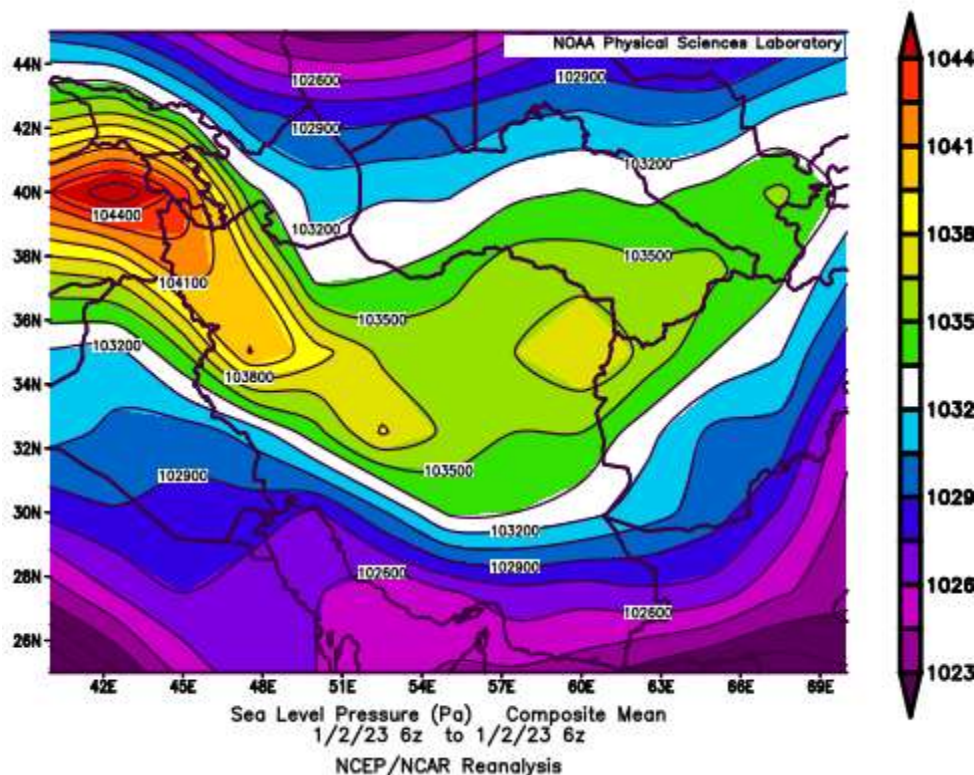 NOAA Physical Sciences Laboratory
44N
42N
40N
38N
36N
34N
32N
30N
28N
26N
102600
102900
102900
103200
104400
103200
103500
104100
103500
103200
103800
103500
102900
103200
102900
102600
102600
42E
45E
48E
51E
54E
57E
60E
63E
66E
69E
1044
1041
1038
1035
1032
1029
1026
1023
Sea Level Pressure (Pa) Composite Mean
1/2/23 6z to 1/2/23 6z
NCEP/NCAR Reanalysis